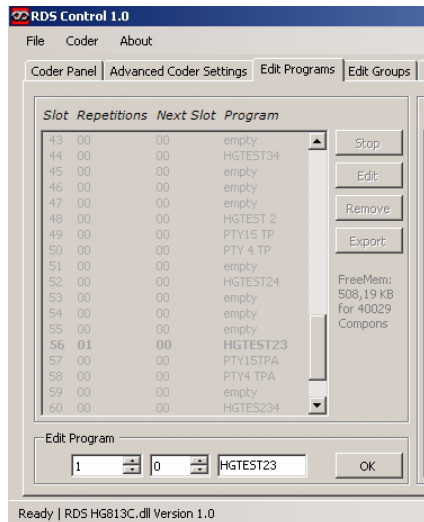 RDS Control 1.0
File Coder About
Coder Panel Advanced Coder Settings Edit Programs Edit Groups
Slot Repetitions Next Slot Program
43 00 00 empty
44 00 00 HGTEST34
45 00 00 empty
46 00 00 empty
47 00 00 empty
48 00 00 HGTEST 2
49 00 00 PTY15 TP
50 00 00 PTY 4 TP
51 00 00 empty
52 00 00 HGTEST24
53 00 00 empty
54 00 00 empty
55 00 00 empty
56 01 00 HGTEST23
57 00 00 PTY15TPA
58 00 00 PTY4 TPA
59 00 00 empty
60 00 00 HGTES234
Stop
Edit
Remove
Export
FreeMem:
508,19 KB
for 40029
Compons
Edit Program
1 0 HGTEST23 OK
Ready | RDS HG813C.dll Version 1.0